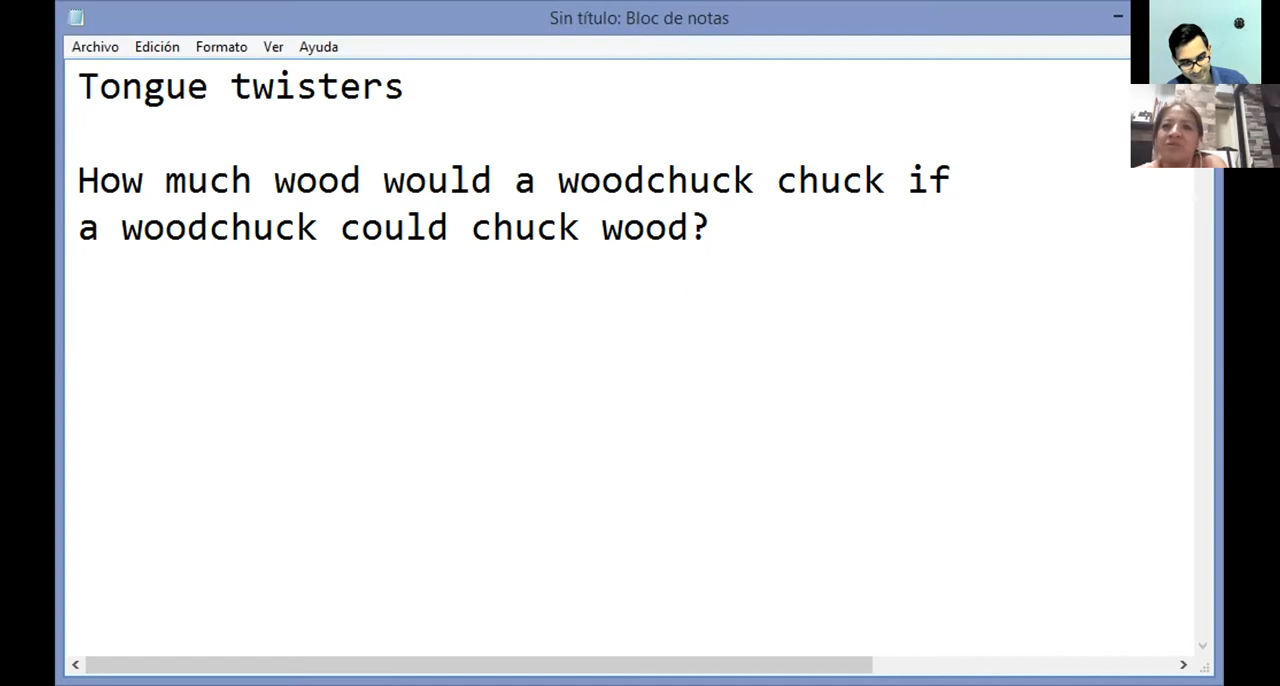 Sin título: Bloc de notas
Archivo Edición Formato Ver Ayuda
Tongue twisters
How much wood would a woodchuck chuck if
a woodchuck could chuck wood?